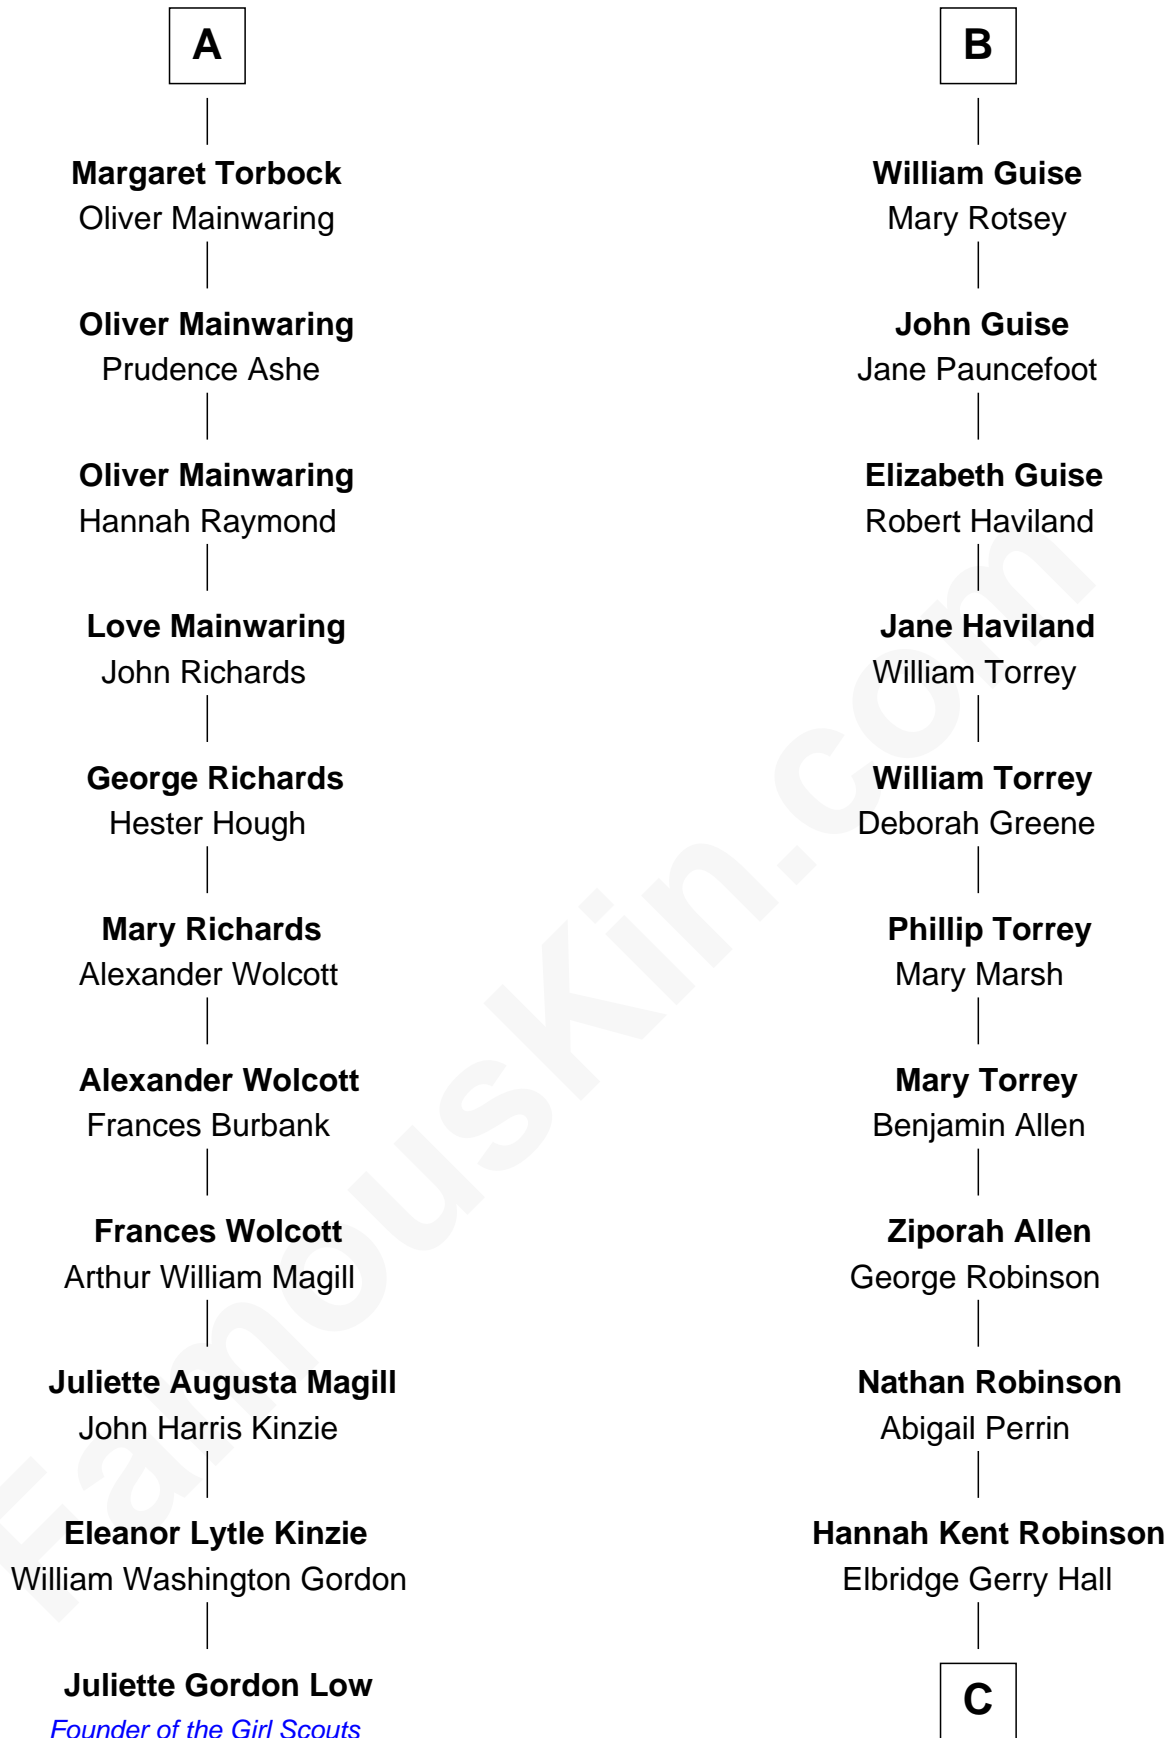 A
Margaret Torbock
Oliver Mainwaring
Oliver Mainwaring
Prudence Ashe
Oliver Mainwaring
Hannah Raymond
Love Mainwaring
John Richards
George Richards
Hester Hough
Mary Richards
Alexander Wolcott
Alexander Wolcott
Frances Burbank
Frances Wolcott
Arthur William Magill
Juliette Augusta Magill
John Harris Kinzie
Eleanor Lytle Kinzie
William Washington Gordon
Juliette Gordon Low
Founder of the Girl Scouts
B
William Guise
Mary Rotsey
John Guise
Jane Pauncefoot
Elizabeth Guise
Robert Haviland
Jane Haviland
William Torrey
William Torrey
Deborah Greene
Phillip Torrey
Mary Marsh
Mary Torrey
Benjamin Allen
Ziporah Allen
George Robinson
Nathan Robinson
Abigail Perrin
Hannah Kent Robinson
Elbridge Gerry Hall
C
FamousKin.com